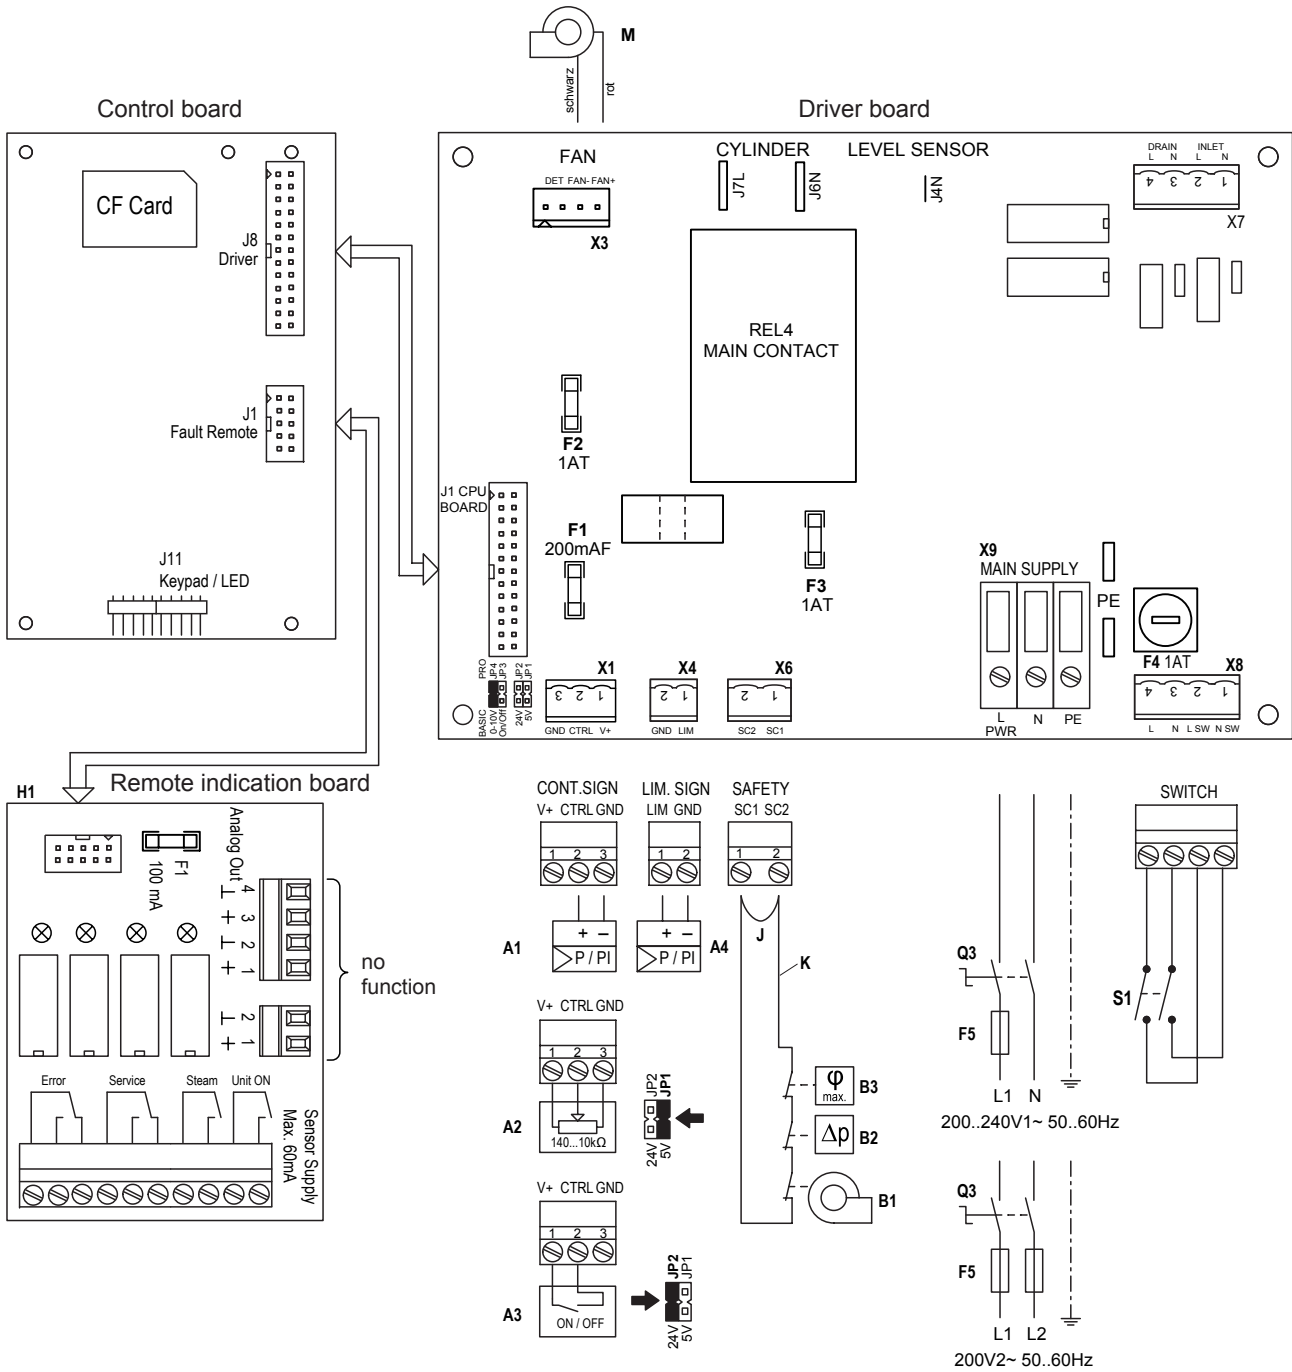 M
schwarz
rot
Control board
Driver board
CF Card
J8
Driver
J1
Fault Remote
J11
Keypad / LED
FAN
DET FAN- FAN+
X3
CYLINDER
J7L
J6N
LEVEL SENSOR
J4N
DRAIN INLET
L N L N
4 3 2 1
X7
REL4
MAIN CONTACT
F2
1AT
J1 CPU
BOARD
F1
200mAF
F3
1AT
X9
MAIN SUPPLY
PE
L N PE
PWR
F4 1AT
X8
4 3 2 1
L N L SW N SW
PRO
JP4
JP3
JP2
JP1
BASIC
0-10V
On/Off
24V
5V
X1
3 2 1
GND CTRL V+
X4
2 1
GND LIM
X6
2 1
SC2 SC1
H1
Remote indication board
F1
100 mA
Analog Out
4
3
2
1
2
1
⊥ + ⊥ +
⊥ +
no
function
Error Service Steam Unit ON
Sensor Supply
Max. 60mA
CONT.SIGN
V+ CTRL GND
1 2 3
A1
+ –
P / PI
LIM. SIGN
LIM GND
1 2
+ –
P / PI
A4
SAFETY
SC1 SC2
1 2
J
K
φ
max.
B3
Δp
B2
B1
V+ CTRL GND
1 2 3
A2
140...10kΩ
JP2
JP1
24V
5V
V+ CTRL GND
1 2 3
A3
ON / OFF
JP2
JP1
24V
5V
Q3
F5
L1 N
200..240V1~ 50..60Hz
Q3
F5
L1 L2
200V2~ 50..60Hz
SWITCH
S1